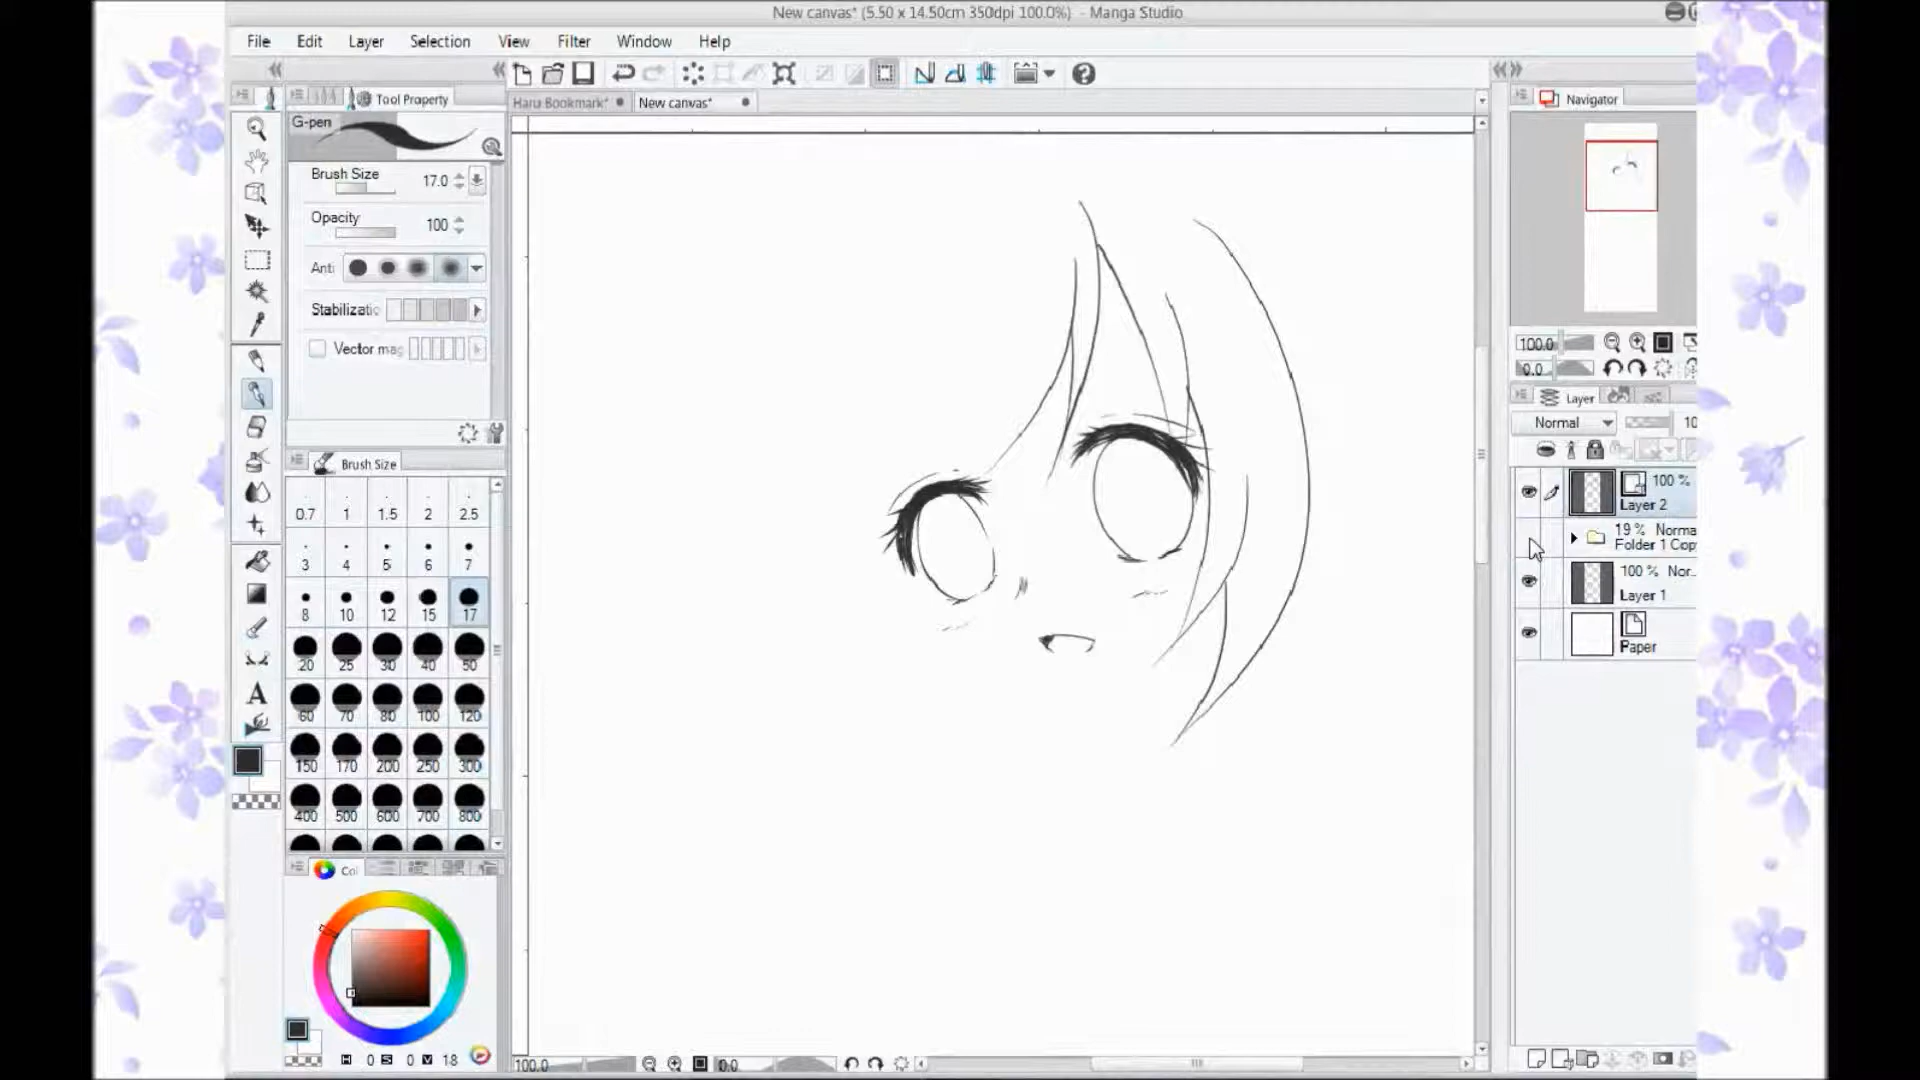 New canvas* (5.50 x 14.50cm 350dpi 100.0%) - Manga Studio
File Edit Layer Selection View Filter Window Help
Tool Property
Haru Bookmark* New canvas*
Navigator
G-pen
Brush Size 17.0
Opacity 100
Anti
Stabilizatio
Vector mag
100.0
0.0
Layer
Normal 10
100 %
Layer 2
19 % Norma
Folder 1 Cop
100 % Nor..
Layer 1
Paper
Brush Size
0.7 1 1.5 2 2.5
3 4 5 6 7
8 10 12 15 17
20 25 30 40 50
60 70 80 100 120
150 170 200 250 300
400 500 600 700 800
Col
H 0 S 0 V 18
100.0 0.0